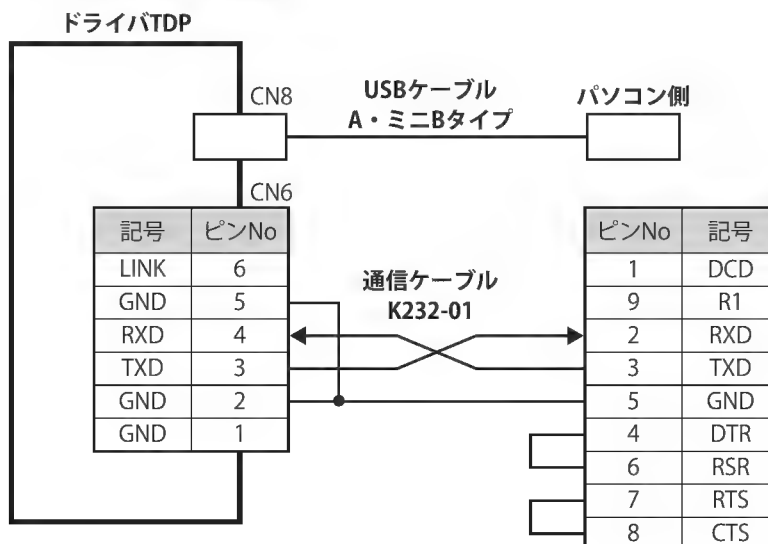 ドライバTDP
CN8
USBケーブル
A・ミニBタイプ
パソコン側
CN6
記号 ピンNo
LINK 6
GND 5
RXD 4
TXD 3
GND 2
GND 1
通信ケーブル
K232-01
ピンNo 記号
1 DCD
9 R1
2 RXD
3 TXD
5 GND
4 DTR
6 RSR
7 RTS
8 CTS